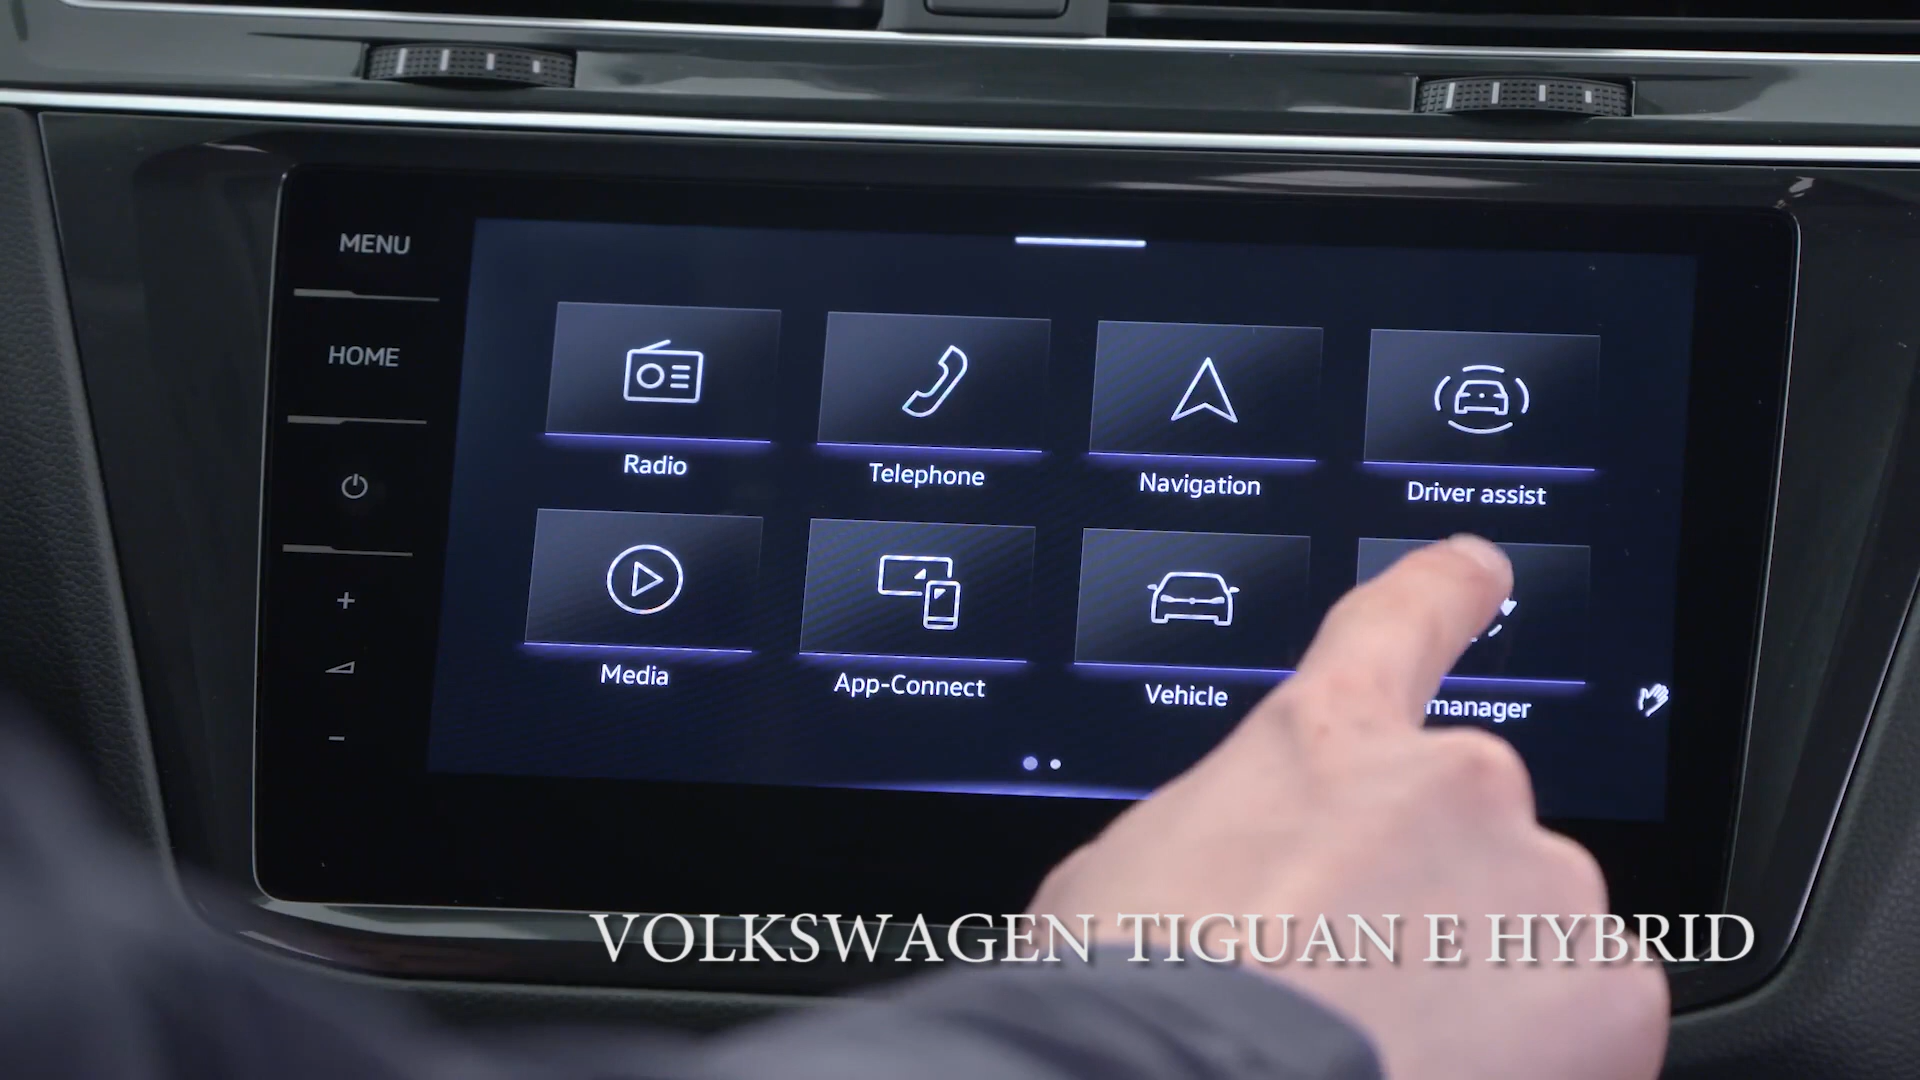 MENU
HOME
Radio
Telephone
Navigation
Driver assist
Media
App-Connect
Vehicle
manager
VOLKSWAGEN TIGUAN E HYBRID